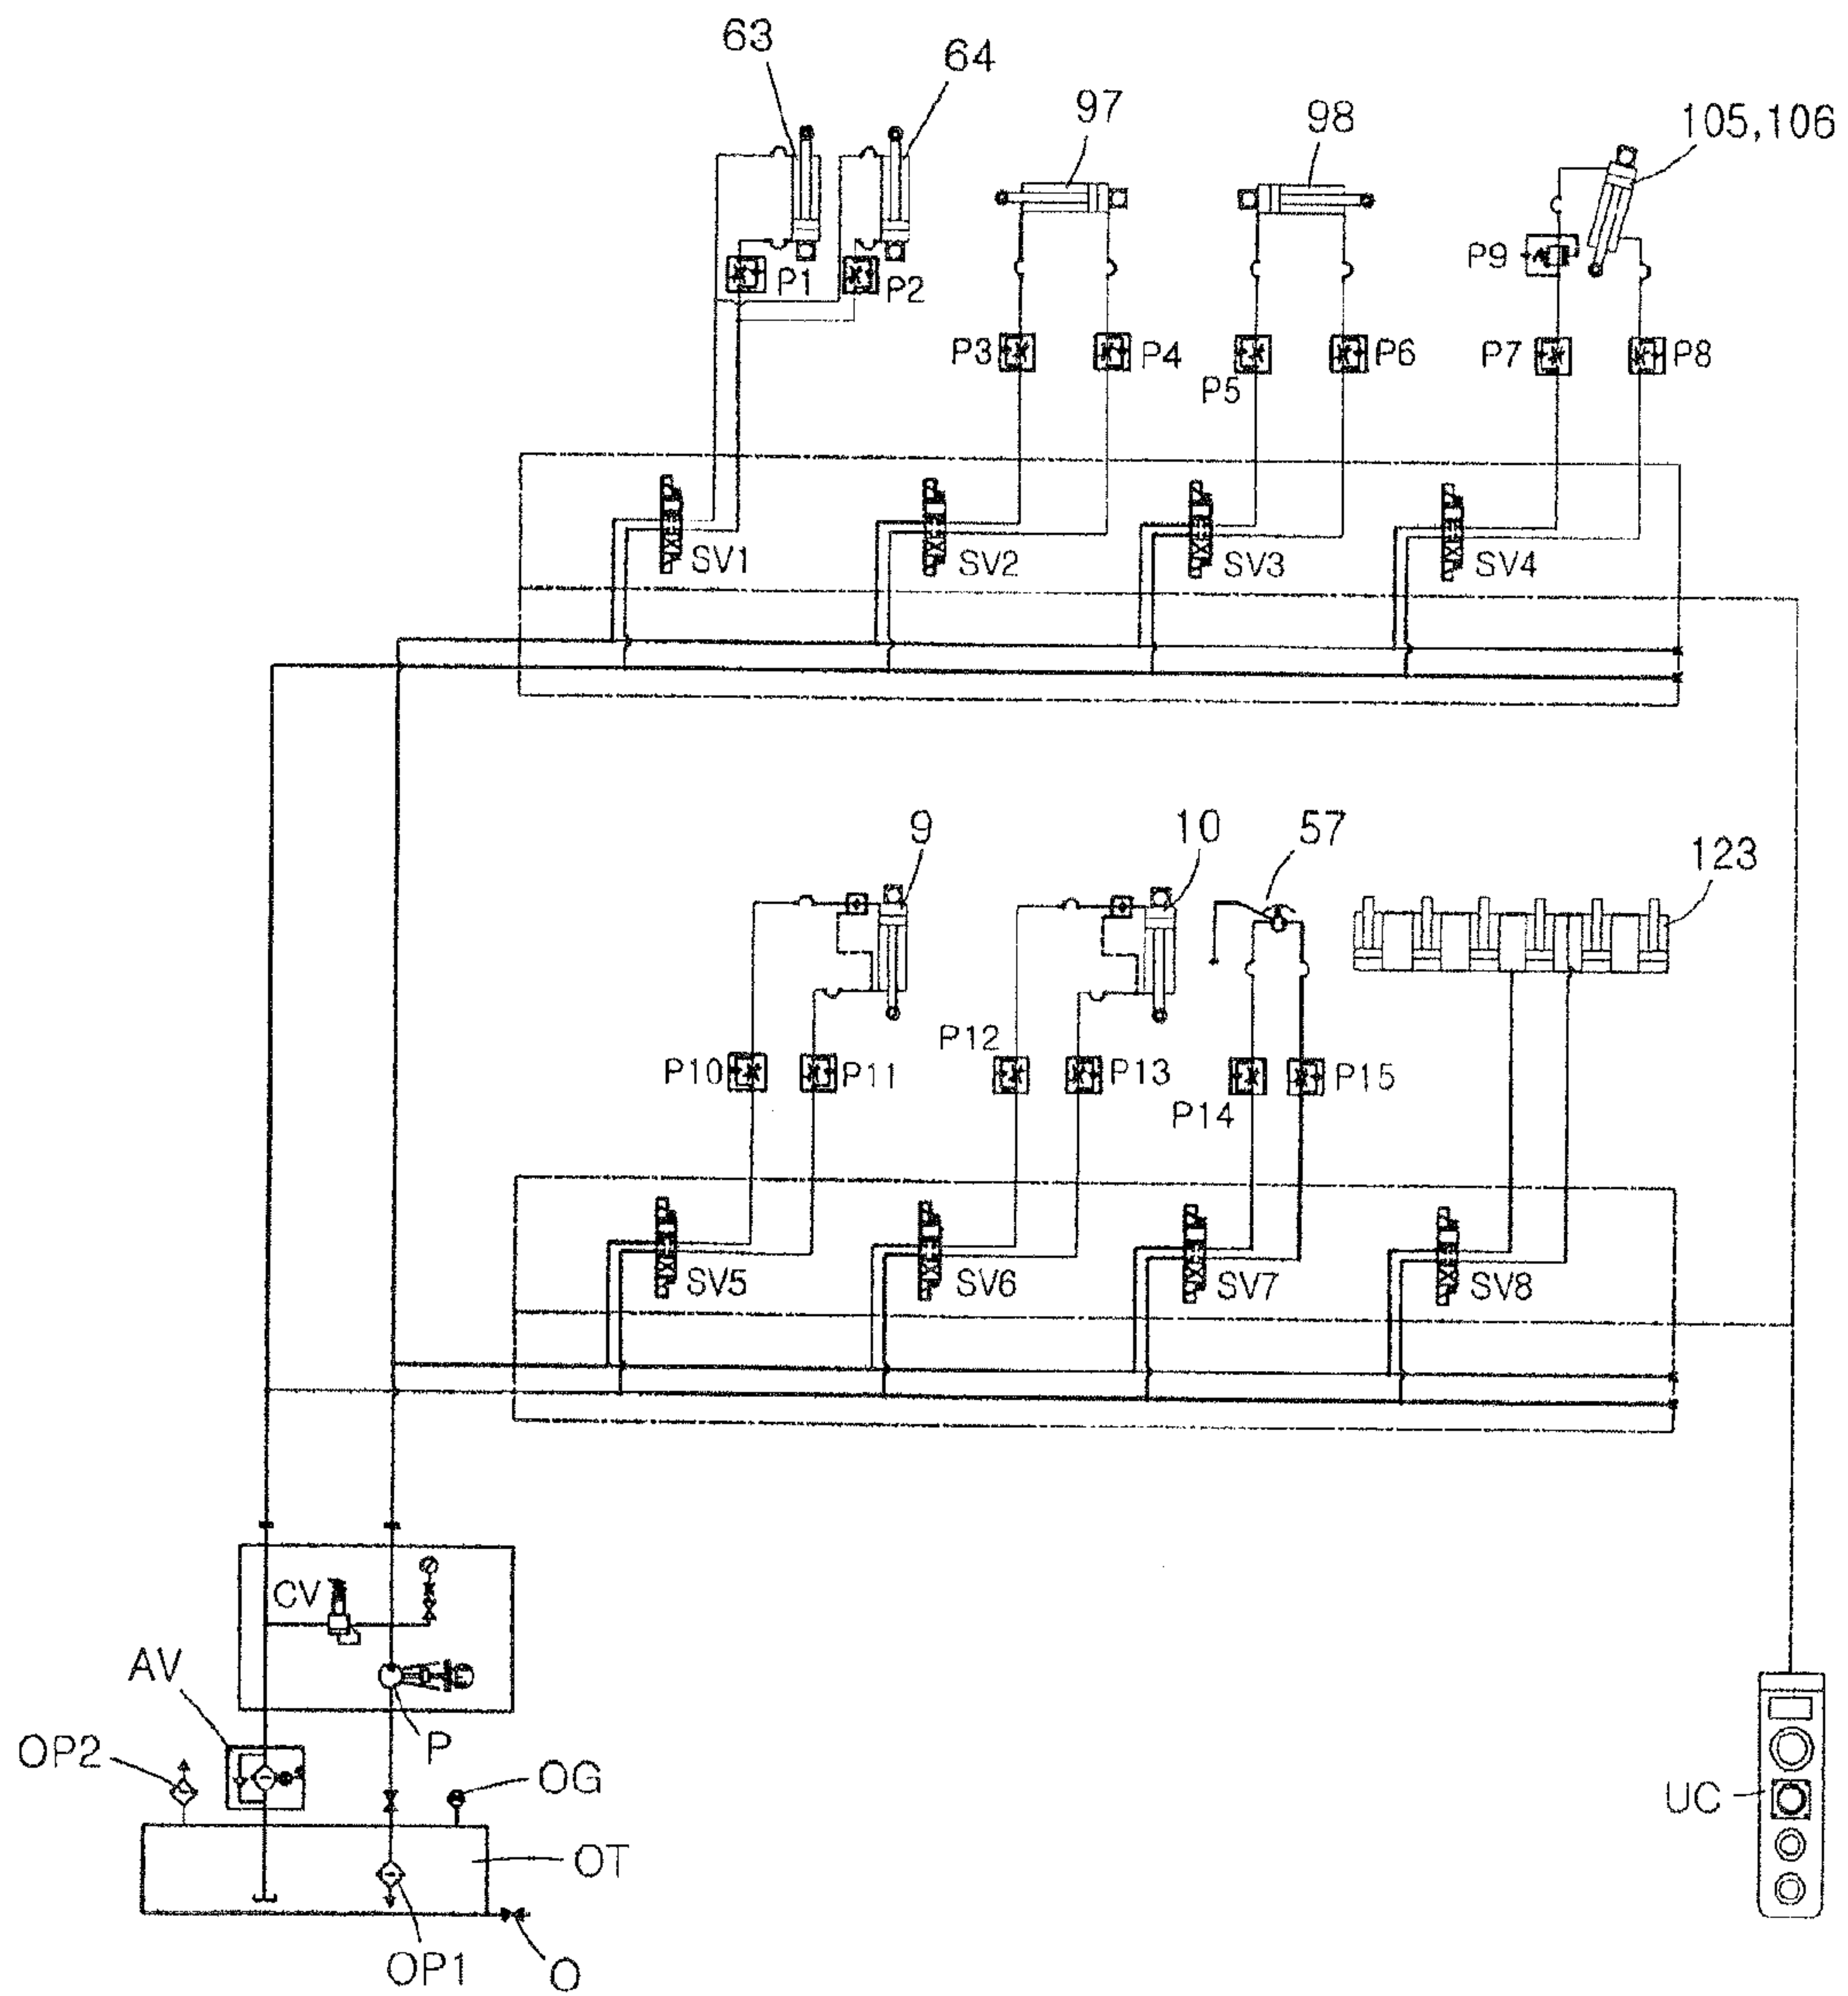 63
64
97
98
105,106
P1
P2
P9
P3
P4
P5
P6
P7
P8
SV1
SV2
SV3
SV4
9
10
57
123
P10
P11
P12
P13
P14
P15
SV5
SV6
SV7
SV8
CV
AV
P
OP2
OG
OT
OP1
O
UC